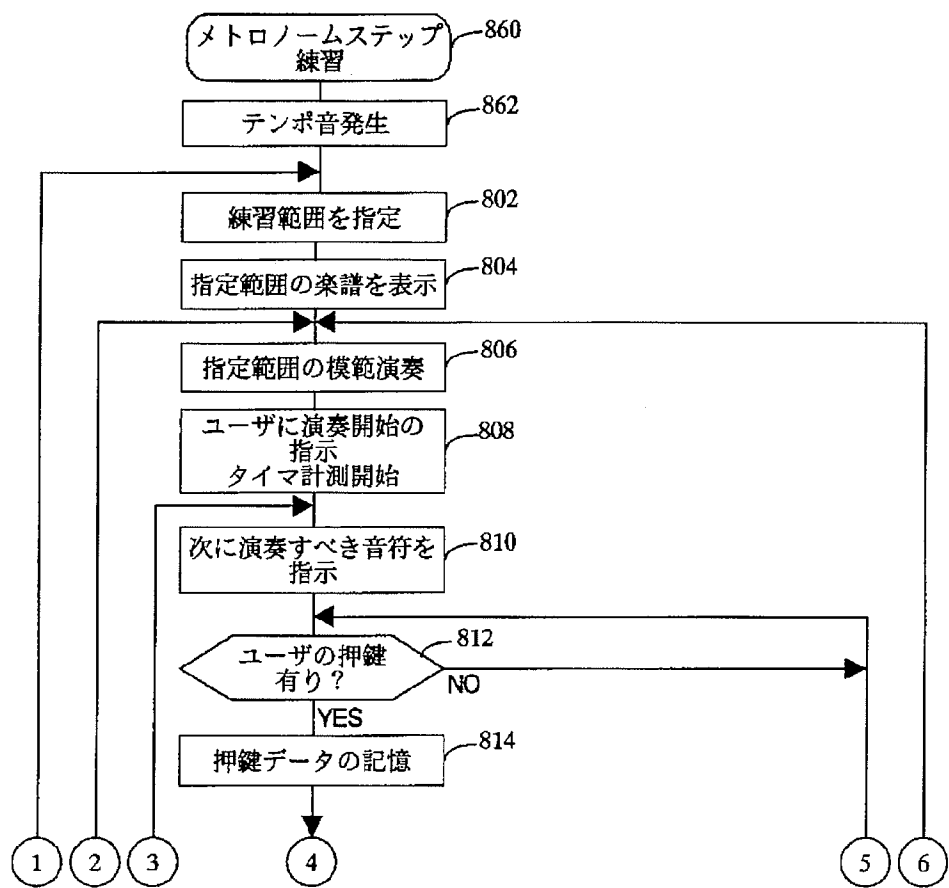 メトロノームステップ
練習
860
テンポ音発生
862
練習範囲を指定
802
指定範囲の楽譜を表示
804
指定範囲の模範演奏
806
ユーザに演奏開始の
指示
タイマ計測開始
808
次に演奏すべき音符を
指示
810
ユーザの押鍵
有り?
812
NO
YES
押鍵データの記憶
814
1 2 3 4 5 6